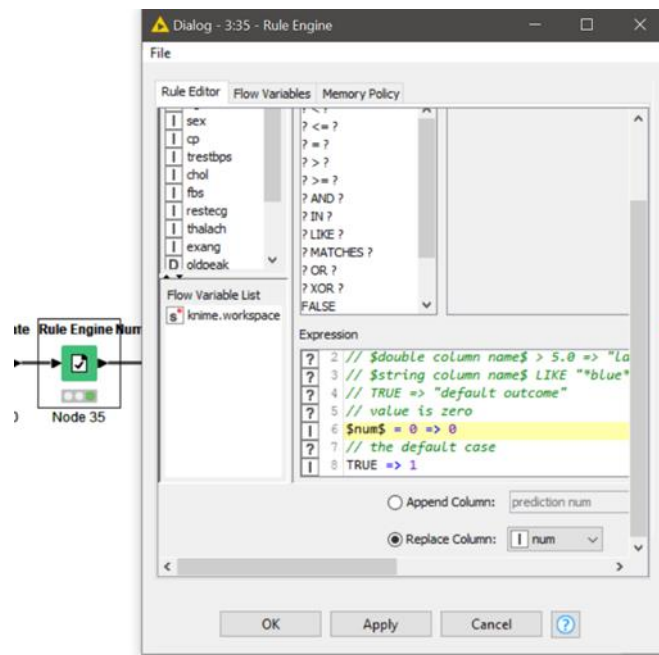 Dialog - 3:35 - Rule Engine
File
Rule Editor Flow Variables Memory Policy
I sex
I cp
I trestbps
I chol
I fbs
I restecg
I thalach
I exang
D oldpeak
? < ?
? <= ?
? = ?
? > ?
? >= ?
? AND ?
? IN ?
? LIKE ?
? MATCHES ?
? OR ?
? XOR ?
FALSE
Flow Variable List
s knime.workspace
Rule Engine
Node 35
Expression
? 2 // $double column name$ > 5.0 => "la
? 3 // $string column name$ LIKE "*blue*
? 4 // TRUE => "default outcome"
? 5 // value is zero
I 6 $num$ = 0 => 0
? 7 // the default case
I 8 TRUE => 1
Append Column: prediction num
Replace Column: I num
OK Apply Cancel ?